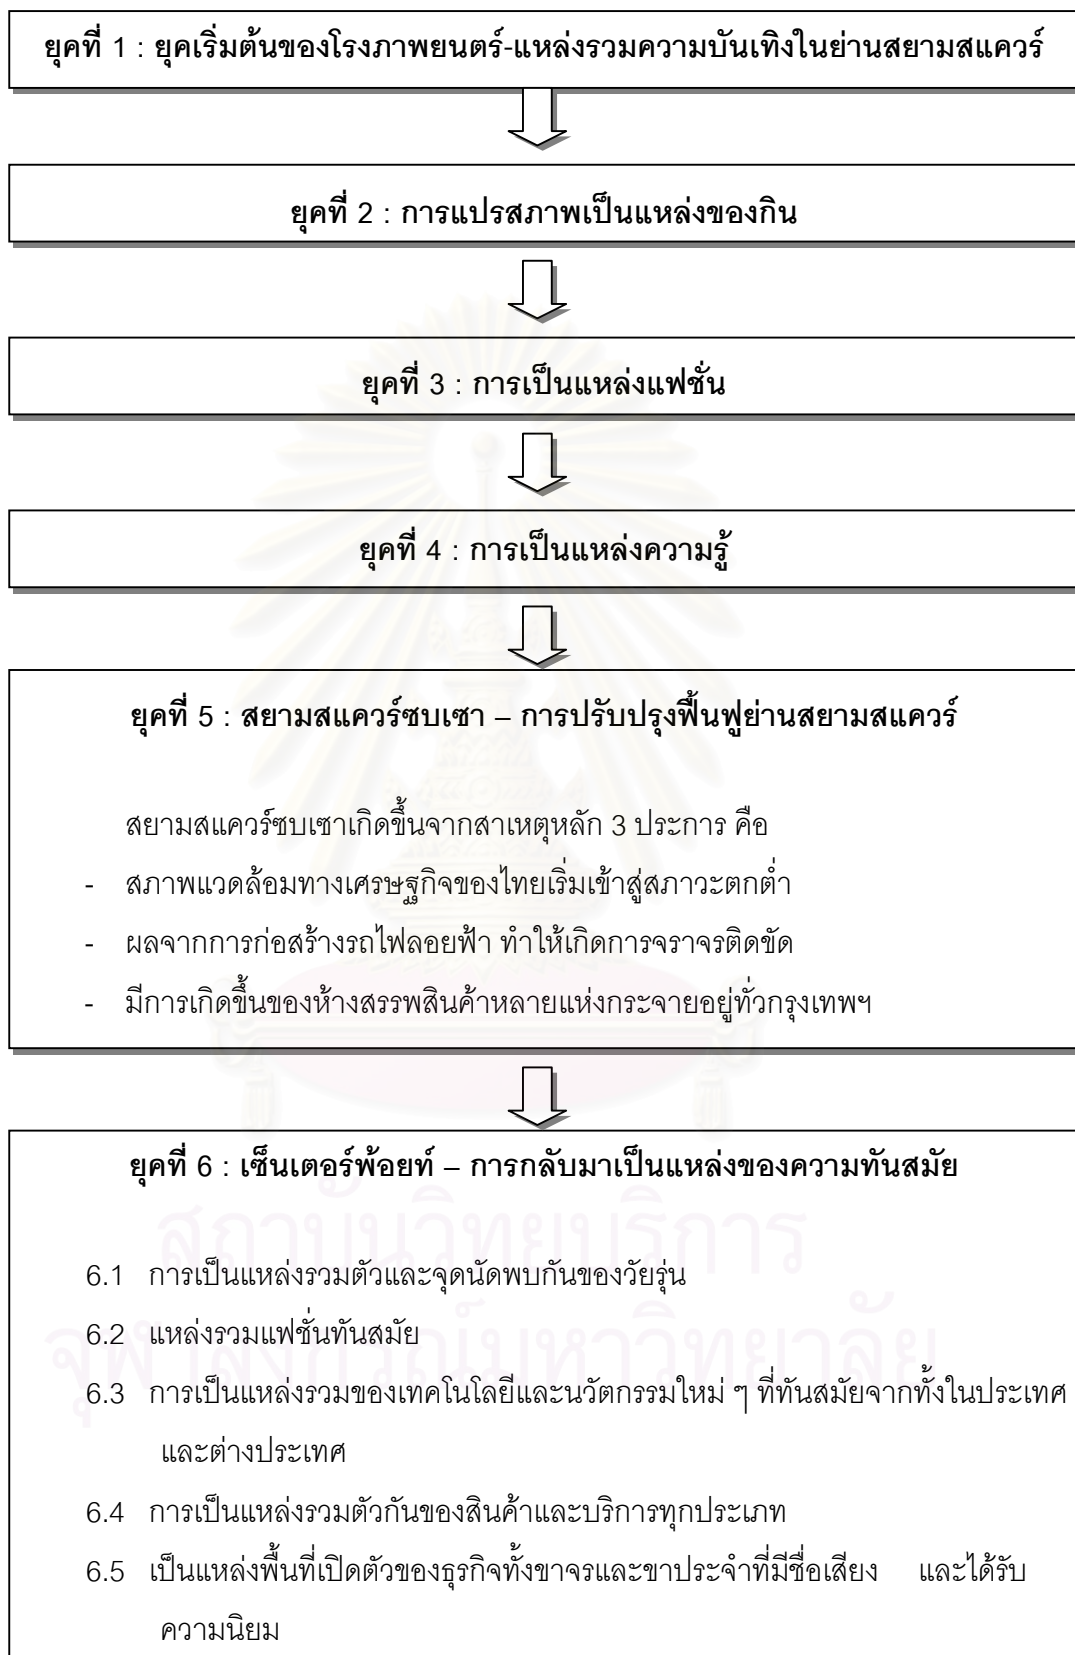 ยุคที่ 1 : ยุคเริ่มต้นของโรงภาพยนตร์-แหล่งรวมความบันเทิงในย่านสยามสแควร์
ยุคที่ 2 : การแปรสภาพเป็นแหล่งของกิน
ยุคที่ 3 : การเป็นแหล่งแฟชั่น
ยุคที่ 4 : การเป็นแหล่งความรู้
ยุคที่ 5 : สยามสแควร์ซบเซา – การปรับปรุงฟื้นฟูย่านสยามสแควร์
สยามสแควร์ซบเซาเกิดขึ้นจากสาเหตุหลัก 3 ประการ คือ
- สภาพแวดล้อมทางเศรษฐกิจของไทยเริ่มเข้าสู่สภาวะตกต่ำ
- ผลจากการก่อสร้างรถไฟลอยฟ้า ทำให้เกิดการจราจรติดขัด
- มีการเกิดขึ้นของห้างสรรพสินค้าหลายแห่งกระจายอยู่ทั่วกรุงเทพฯ
ยุคที่ 6 : เซ็นเตอร์พ้อยท์ – การกลับมาเป็นแหล่งของความทันสมัย
สถาบันวิทยบริการ
6.1 การเป็นแหล่งรวมตัวและจุดนัดพบกันของวัยรุ่น
6.2 แหล่งรวมแฟชั่นทันสมัย
จุฬาลงกรณ์มหาวิทยาลัย
6.3 การเป็นแหล่งรวมของเทคโนโลยีและนวัตกรรมใหม่ ๆ ที่ทันสมัยจากทั้งในประเทศ
และต่างประเทศ
6.4 การเป็นแหล่งรวมตัวกันของสินค้าและบริการทุกประเภท
6.5 เป็นแหล่งพื้นที่เปิดตัวของธุรกิจทั้งขาจรและขาประจำที่มีชื่อเสียง และได้รับ
ความนิยม